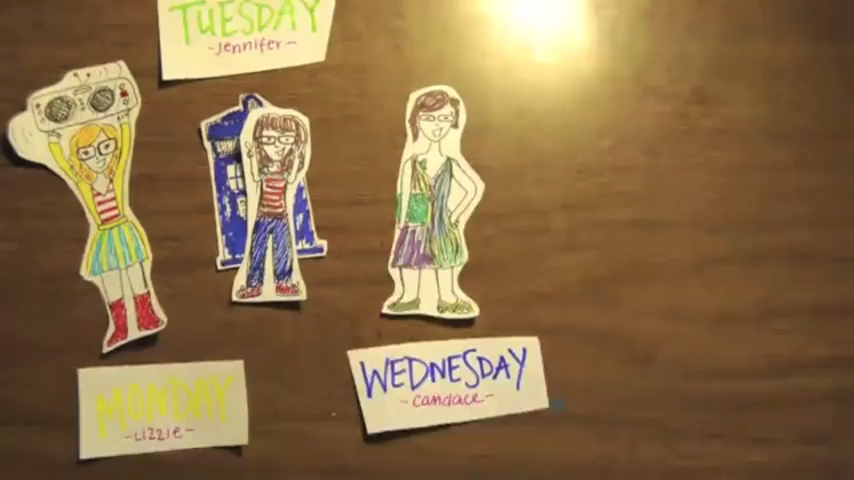 TUESDAY
-Jennifer-
MONDAY
-Lizzie-
WEDNESDAY
-candace-